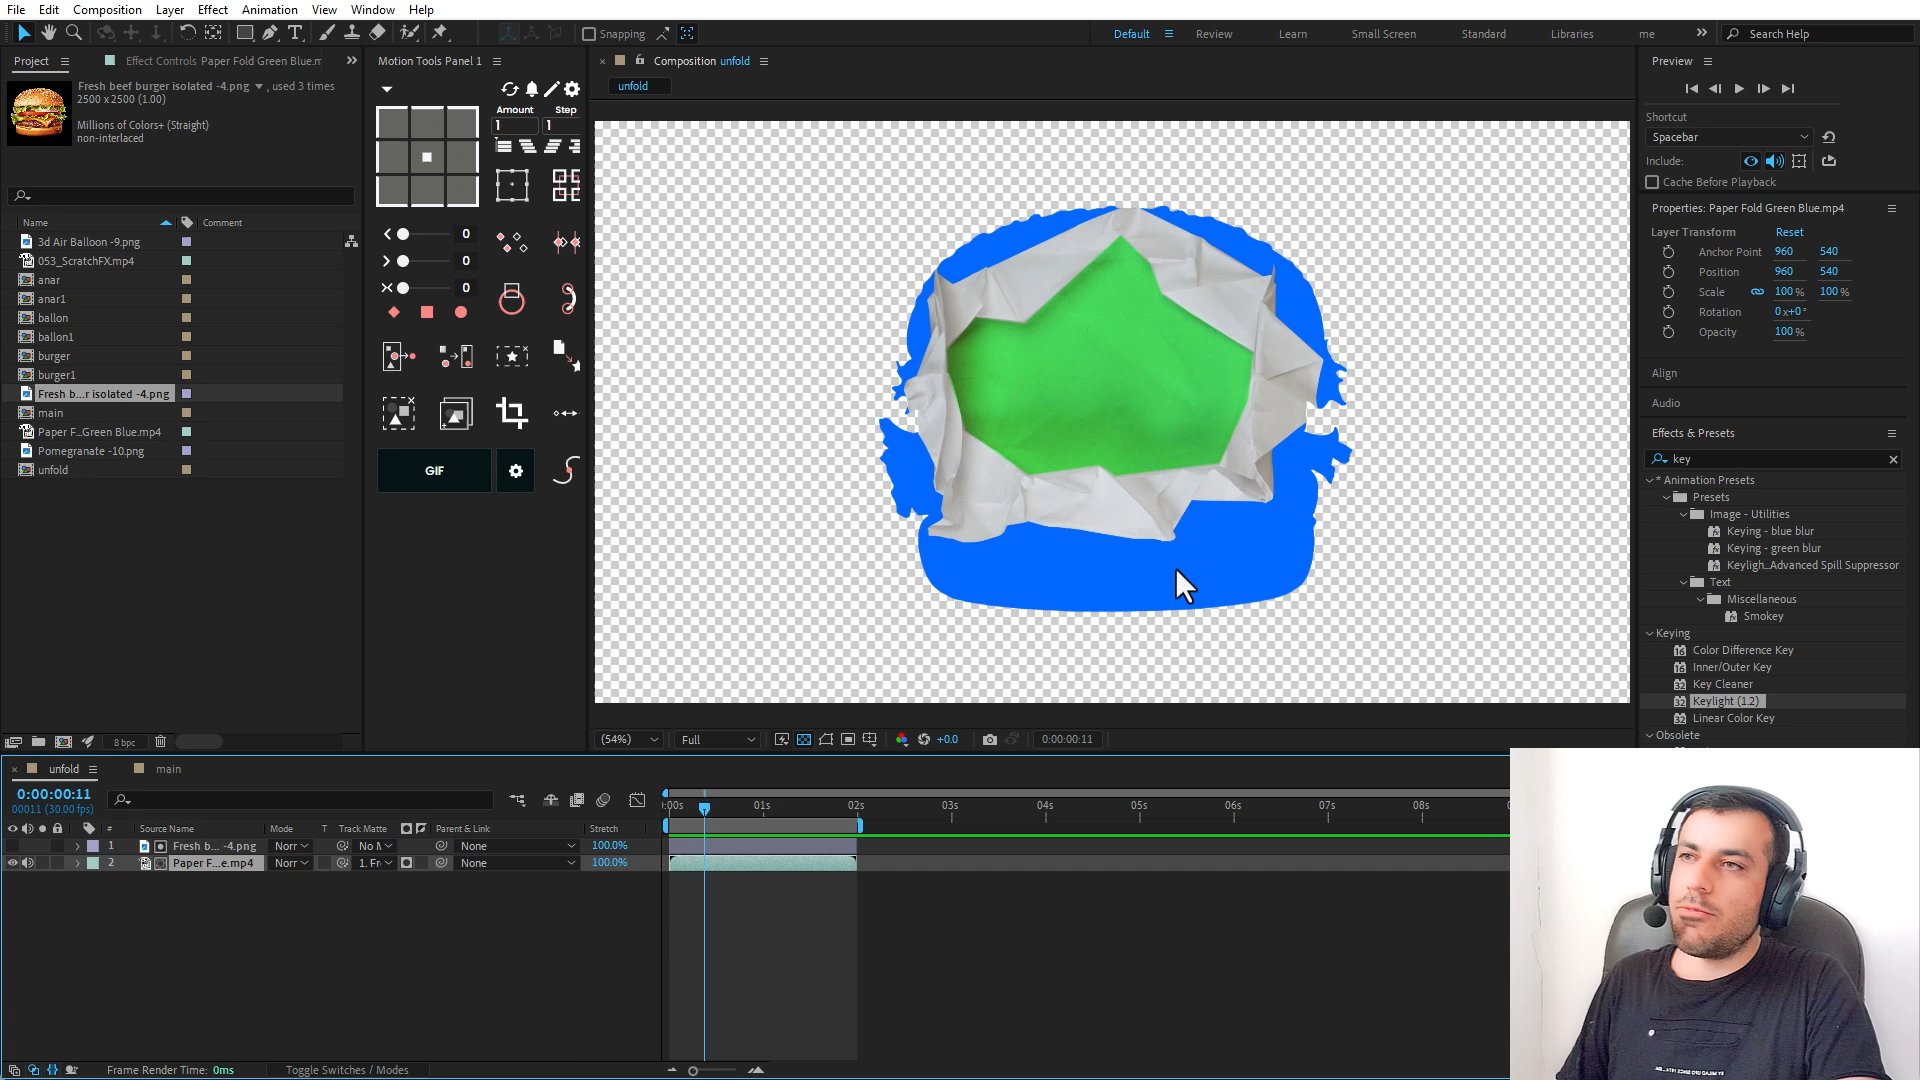 File Edit Composition Layer Effect Animation View Window Help
Snapping
Default Review Learn Small Screen Standard Libraries me
Search Help
Project
Effect Controls Paper Fold Green Blue.m
Fresh beef burger isolated -4.png , used 3 times
2500 x 2500 (1.00)
Millions of Colors+ (Straight)
non-interlaced
Name Comment
3d Air Balloon -9.png
053_ScratchFX.mp4
anar
anar1
ballon
ballon1
burger
burger1
Fresh b...r isolated -4.png
main
Paper F...Green Blue.mp4
Pomegranate -10.png
unfold
8 bpc
Motion Tools Panel 1
Amount Step
1 1
0
0
0
GIF
Composition unfold
unfold
(54%) Full +0.0 0:00:00:11
Preview
Shortcut
Spacebar
Include:
Cache Before Playback
Properties: Paper Fold Green Blue.mp4
Layer Transform Reset
Anchor Point 960 540
Position 960 540
Scale 100 % 100 %
Rotation 0x+0°
Opacity 100 %
Align
Audio
Effects & Presets
key
* Animation Presets
Presets
Image - Utilities
Keying - blue blur
Keying - green blur
Keyligh...Advanced Spill Suppressor
Text
Miscellaneous
Smokey
Keying
16 Color Difference Key
16 Inner/Outer Key
32 Key Cleaner
32 Keylight (1.2)
32 Linear Color Key
Obsolete
unfold main
0:00:00:11
00011 (30.00 fps)
# Source Name Mode T Track Matte Parent & Link Stretch
1 Fresh b... -4.png Norr No M None 100.0%
2 Paper F...e.mp4 Norr 1. Fr None 100.0%
:00s 01s 02s 03s 04s 05s 06s 07s 08s
Frame Render Time: 0ms
Toggle Switches / Modes